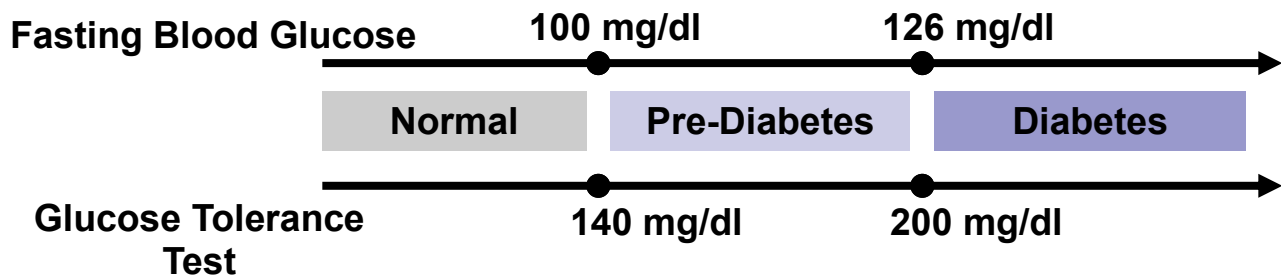 Fasting Blood Glucose
100 mg/dl
126 mg/dl
Normal
Pre-Diabetes
Diabetes
Glucose Tolerance
Test
140 mg/dl
200 mg/dl